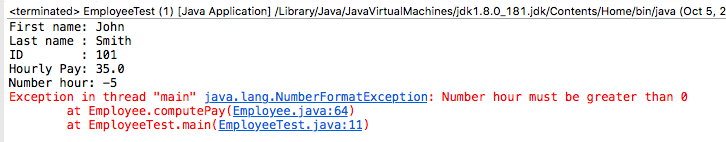 <terminated> EmployeeTest (1) [Java Application] /Library/Java/JavaVirtualMachines/jdk1.8.0_181.jdk/Contents/Home/bin/java (Oct 5, 2
First name: John
Last name : Smith
ID        : 101
Hourly Pay: 35.0
Number hour: -5
Exception in thread "main" java.lang.NumberFormatException: Number hour must be greater than 0
        at Employee.computePay(Employee.java:64)
        at EmployeeTest.main(EmployeeTest.java:11)